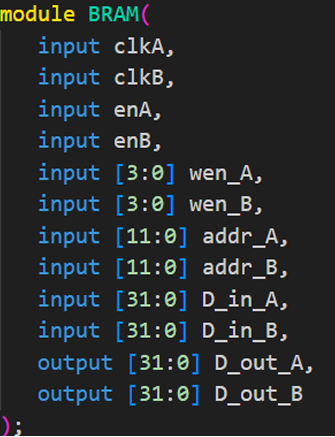 module BRAM(
input clkA,
input clkB,
input enA,
input enB,
input [3:0] wen_A,
input [3:0] wen_B,
input [11:0] addr_A,
input [11:0] addr_B,
input [31:0] D_in_A,
input [31:0] D_in_B,
output [31:0] D_out_A,
output [31:0] D_out_B
);